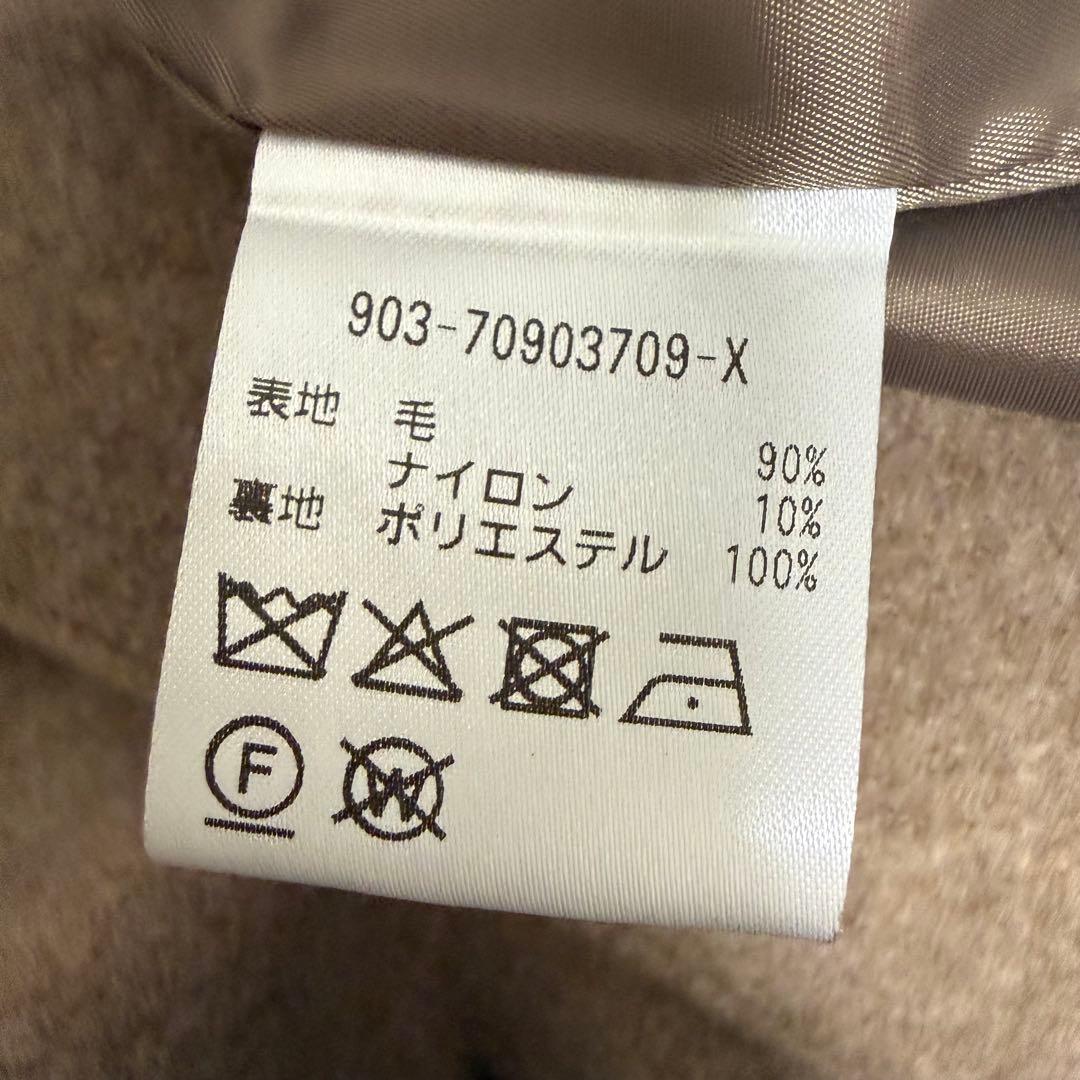 903-70903709-X
表地 毛 90%
ナイロン 10%
裏地 ポリエステル 100%
F W